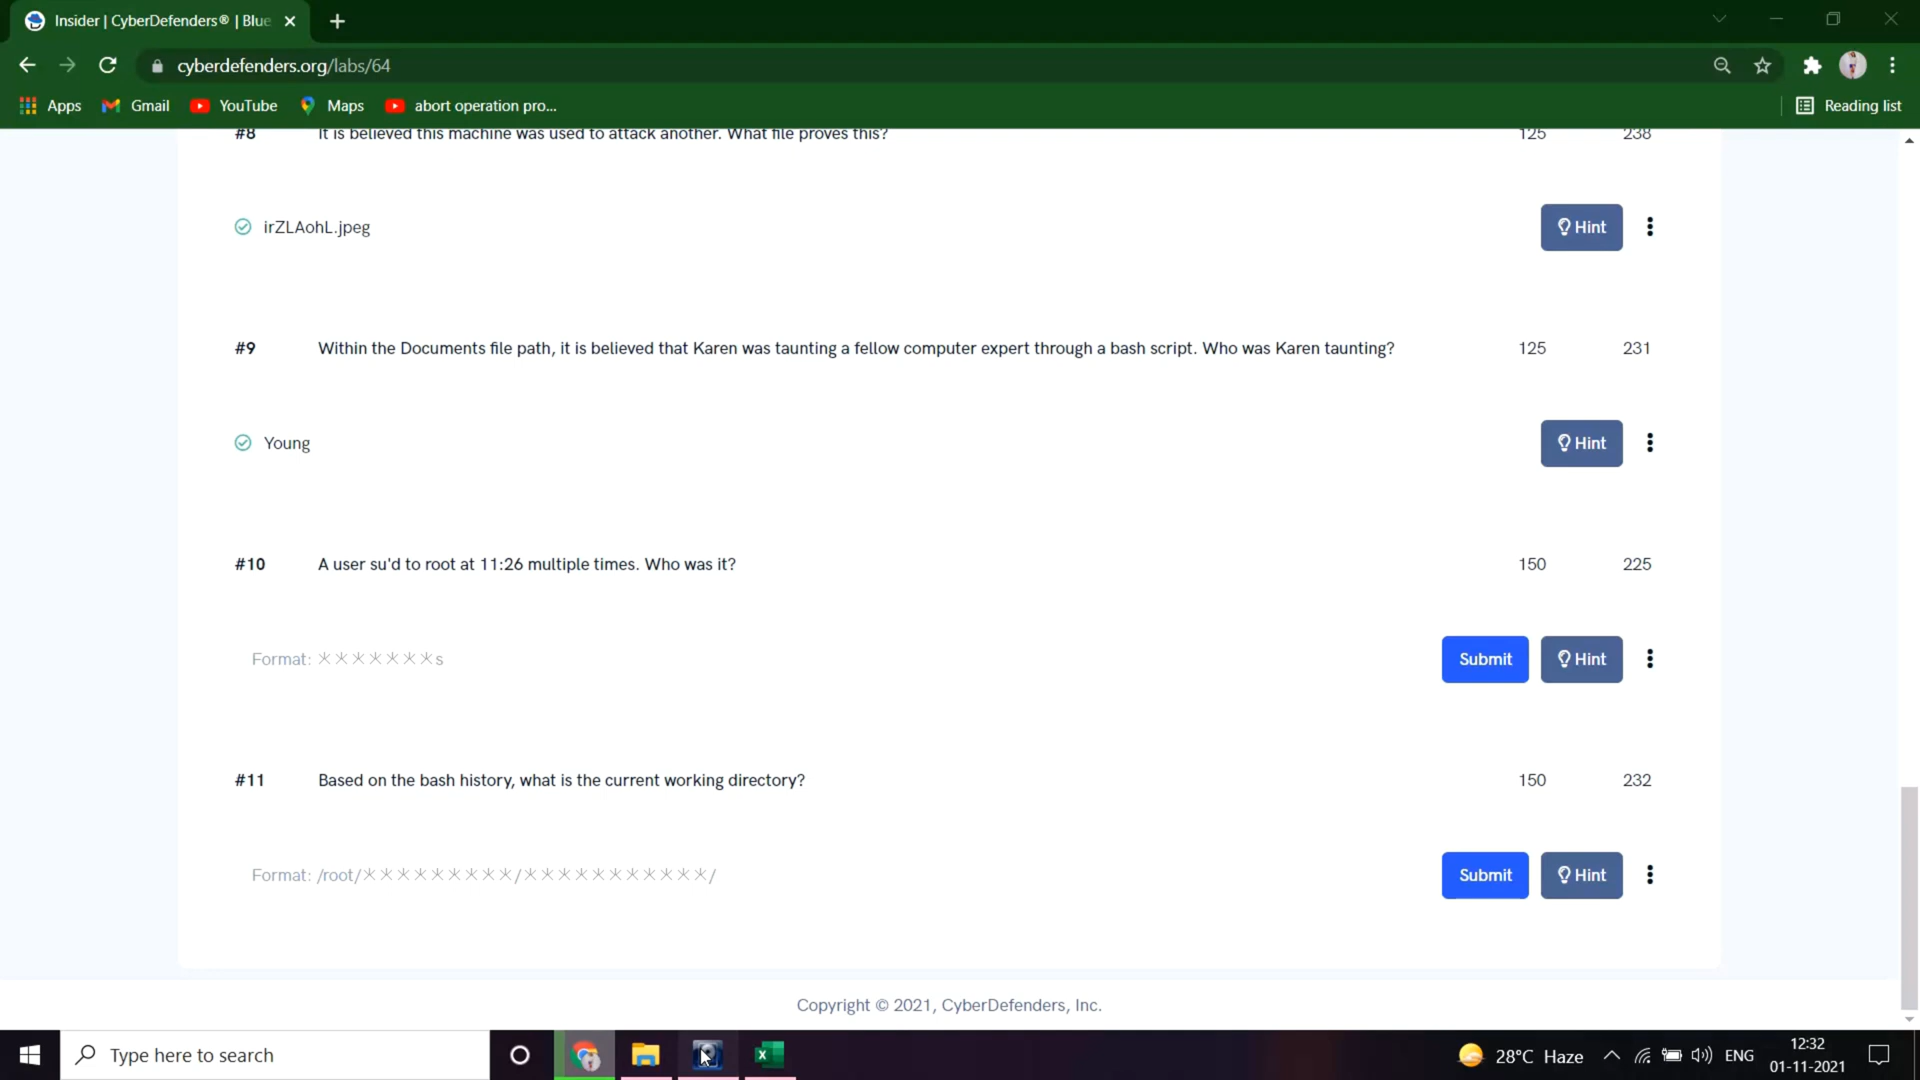 Insider | CyberDefenders® | Blue
cyberdefenders.org/labs/64
Apps Gmail YouTube Maps abort operation pro... Reading list
#8 It is believed this machine was used to attack another. What file proves this? 125 238
irZLAohL.jpeg Hint
#9 Within the Documents file path, it is believed that Karen was taunting a fellow computer expert through a bash script. Who was Karen taunting? 125 231
Young Hint
#10 A user su'd to root at 11:26 multiple times. Who was it? 150 225
Format: *******s Submit Hint
#11 Based on the bash history, what is the current working directory? 150 232
Format: /root/*********/***********/ Submit Hint
Copyright © 2021, CyberDefenders, Inc.
Type here to search 28°C Haze ENG 12:32
01-11-2021